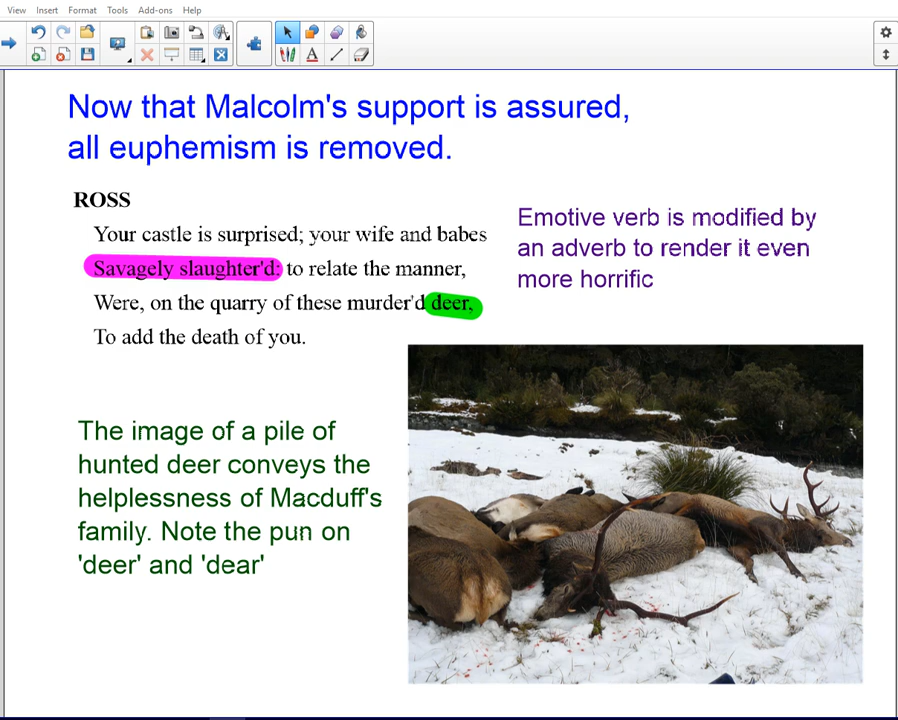 View Insert Format Tools Add-ons Help
Now that Malcolm's support is assured,
all euphemism is removed.
ROSS
Your castle is surprised; your wife and babes
Savagely slaughter'd: to relate the manner,
Were, on the quarry of these murder'd deer,
To add the death of you.
Emotive verb is modified by
an adverb to render it even
more horrific
The image of a pile of
hunted deer conveys the
helplessness of Macduff's
family. Note the pun on
'deer' and 'dear'